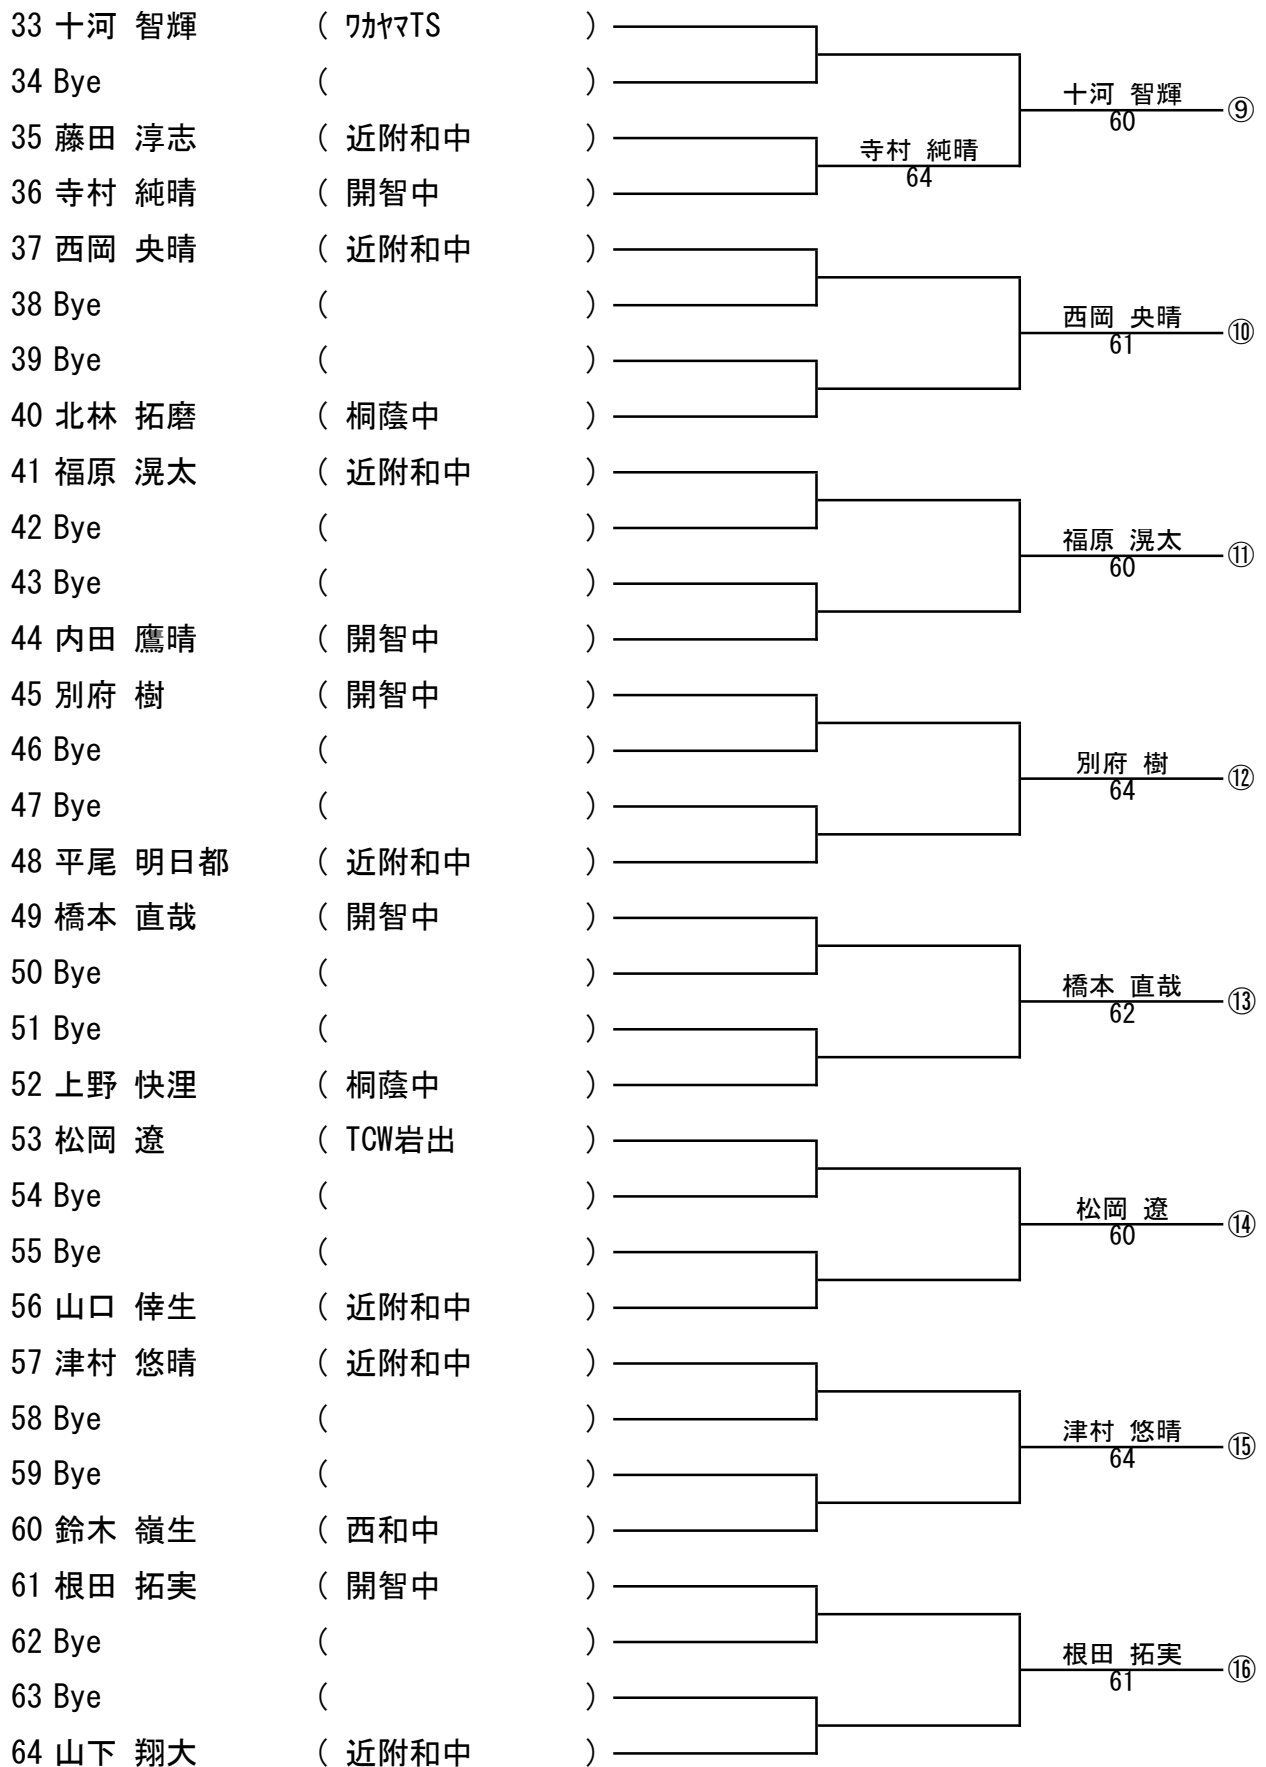 33 十河 智輝 ( ﾜｶﾔﾏTS )
34 Bye ( )
十河 智輝 ⑨
60
35 藤田 淳志 ( 近附和中 )
寺村 純晴
64
36 寺村 純晴 ( 開智中 )
37 西岡 央晴 ( 近附和中 )
38 Bye ( )
西岡 央晴 ⑩
61
39 Bye ( )
40 北林 拓磨 ( 桐蔭中 )
41 福原 滉太 ( 近附和中 )
42 Bye ( )
福原 滉太 ⑪
60
43 Bye ( )
44 内田 鷹晴 ( 開智中 )
45 別府 樹 ( 開智中 )
46 Bye ( )
別府 樹 ⑫
64
47 Bye ( )
48 平尾 明日都 ( 近附和中 )
49 橋本 直哉 ( 開智中 )
50 Bye ( )
橋本 直哉 ⑬
62
51 Bye ( )
52 上野 快浬 ( 桐蔭中 )
53 松岡 遼 ( TCW岩出 )
54 Bye ( )
松岡 遼 ⑭
60
55 Bye ( )
56 山口 倖生 ( 近附和中 )
57 津村 悠晴 ( 近附和中 )
58 Bye ( )
津村 悠晴 ⑮
64
59 Bye ( )
60 鈴木 嶺生 ( 西和中 )
61 根田 拓実 ( 開智中 )
62 Bye ( )
根田 拓実 ⑯
61
63 Bye ( )
64 山下 翔大 ( 近附和中 )